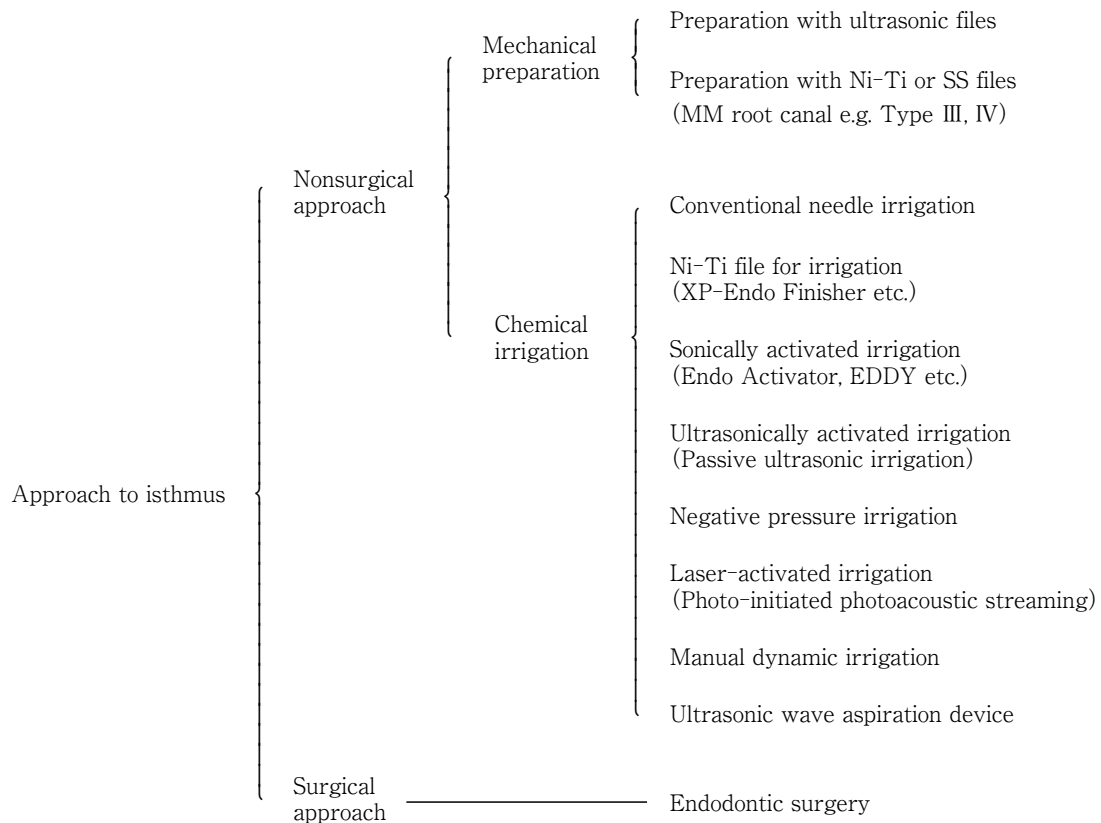 Preparation with ultrasonic files
Mechanical
preparation
Preparation with Ni-Ti or SS files
(MM root canal e.g. Type Ⅲ, Ⅳ)
Nonsurgical
approach
Conventional needle irrigation
Ni-Ti file for irrigation
(XP-Endo Finisher etc.)
Chemical
irrigation
Sonically activated irrigation
(Endo Activator, EDDY etc.)
Ultrasonically activated irrigation
(Passive ultrasonic irrigation)
Approach to isthmus
Negative pressure irrigation
Laser-activated irrigation
(Photo-initiated photoacoustic streaming)
Manual dynamic irrigation
Ultrasonic wave aspiration device
Surgical
approach
Endodontic surgery